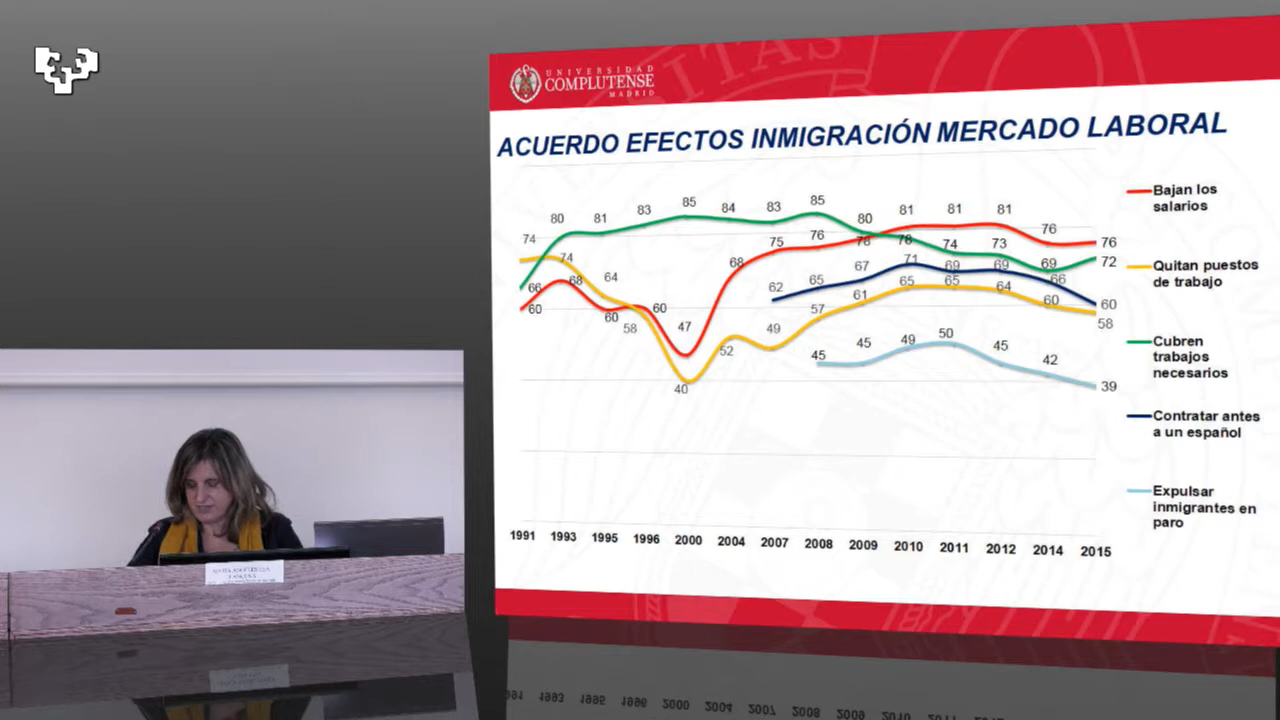 UNIVERSIDAD
COMPLUTENSE
MADRID
ACUERDO EFECTOS INMIGRACIÓN MERCADO LABORAL
74 80 81 83 85 84 83 85 80 81 81 81 76 76
66 74 68 64 60 47 68 75 76 78 78 74 73 69 72
60 60 58 40 52 49 62 65 67 71 69 69 66 60
57 61 65 65 64 60 58
45 45 49 50 45 42 39
1991 1993 1995 1996 2000 2004 2007 2008 2009 2010 2011 2012 2014 2015
Bajan los
salarios
Quitan puestos
de trabajo
Cubren
trabajos
necesarios
Contratar antes
a un español
Expulsar
inmigrantes en
paro